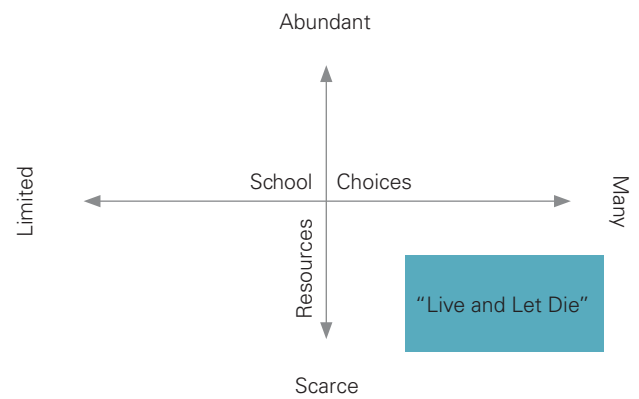 Abundant
Limited
School Choices
Many
Resources
“Live and Let Die”
Scarce